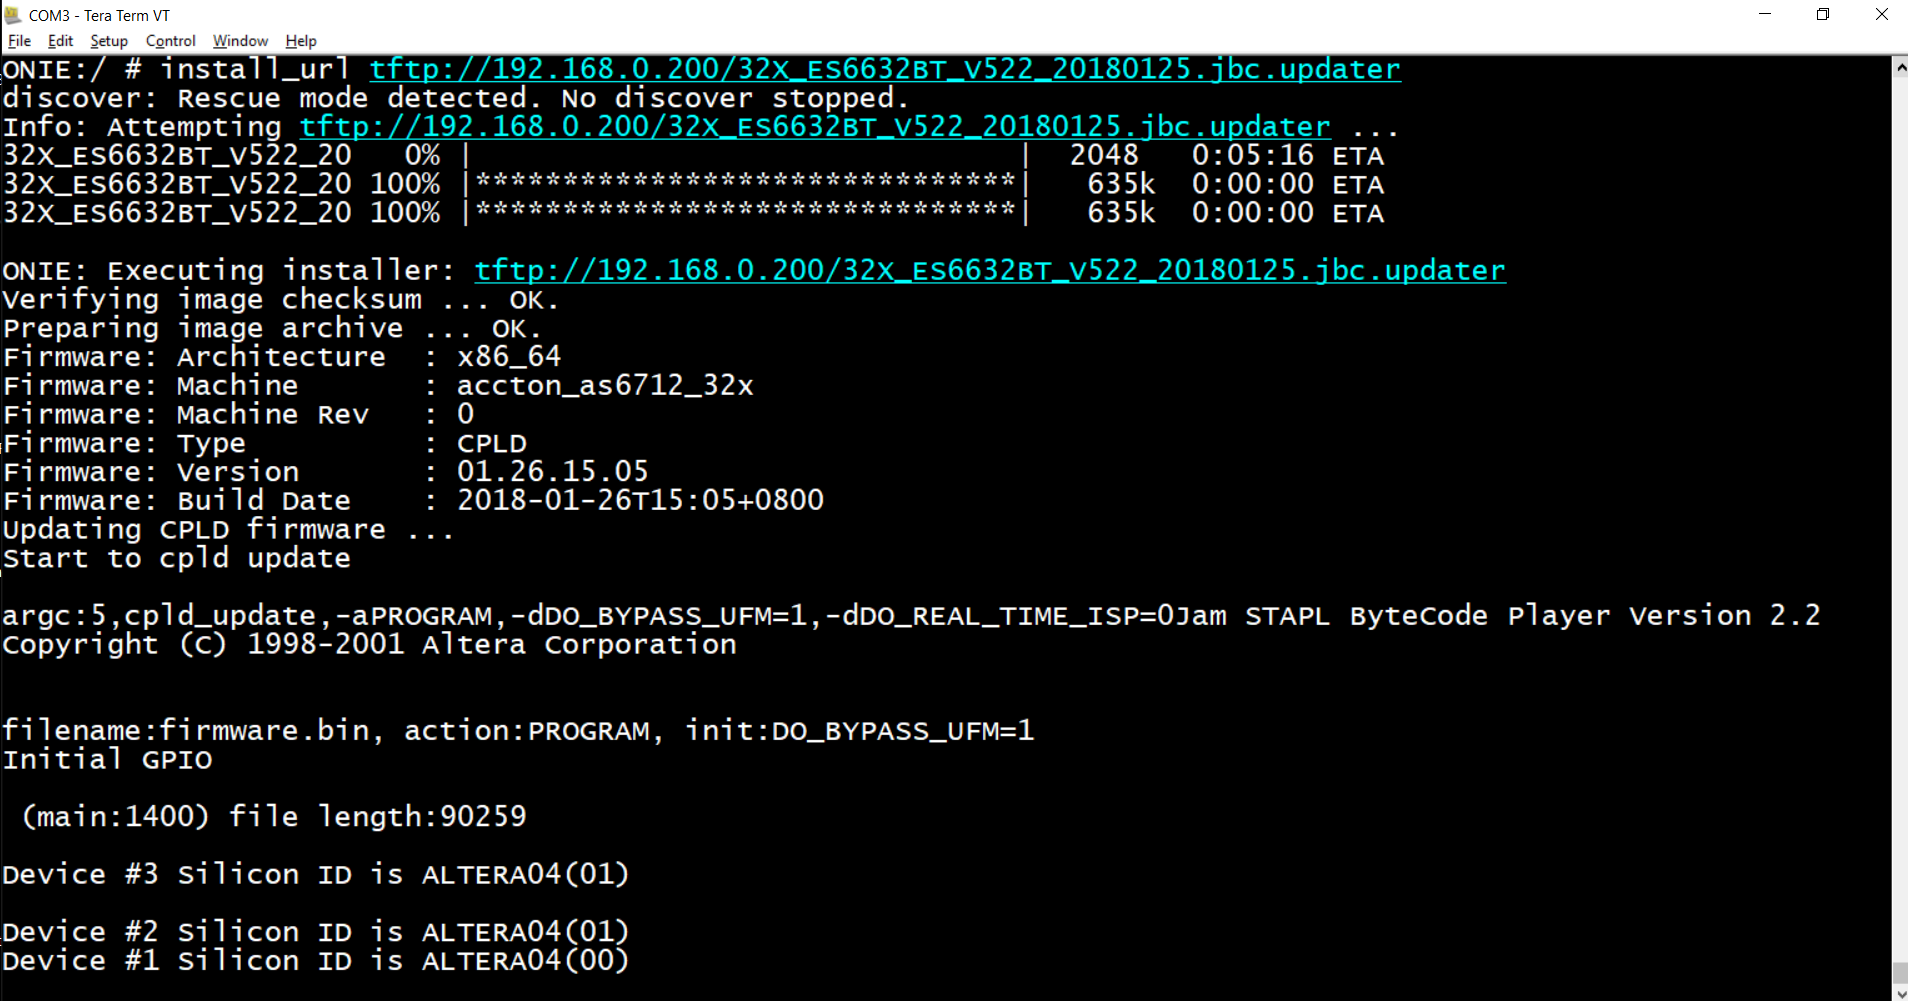 COM3 - Tera Term VT
File Edit Setup Control Window Help
ONIE:/ # install_url tftp://192.168.0.200/32X_ES6632BT_V522_20180125.jbc.updater
discover: Rescue mode detected. No discover stopped.
Info: Attempting tftp://192.168.0.200/32X_ES6632BT_V522_20180125.jbc.updater ...
32X_ES6632BT_V522_20   0% |                               |  2048   0:05:16 ETA
32X_ES6632BT_V522_20 100% |*******************************|   635k  0:00:00 ETA
32X_ES6632BT_V522_20 100% |*******************************|   635k  0:00:00 ETA
ONIE: Executing installer: tftp://192.168.0.200/32X_ES6632BT_V522_20180125.jbc.updater
Verifying image checksum ... OK.
Preparing image archive ... OK.
Firmware: Architecture  : x86_64
Firmware: Machine       : accton_as6712_32x
Firmware: Machine Rev   : 0
Firmware: Type          : CPLD
Firmware: Version       : 01.26.15.05
Firmware: Build Date    : 2018-01-26T15:05+0800
Updating CPLD firmware ...
Start to cpld update
argc:5,cpld_update,-aPROGRAM,-dDO_BYPASS_UFM=1,-dDO_REAL_TIME_ISP=0Jam STAPL ByteCode Player Version 2.2
Copyright (C) 1998-2001 Altera Corporation
filename:firmware.bin, action:PROGRAM, init:DO_BYPASS_UFM=1
Initial GPIO
(main:1400) file length:90259
Device #3 Silicon ID is ALTERA04(01)
Device #2 Silicon ID is ALTERA04(01)
Device #1 Silicon ID is ALTERA04(00)